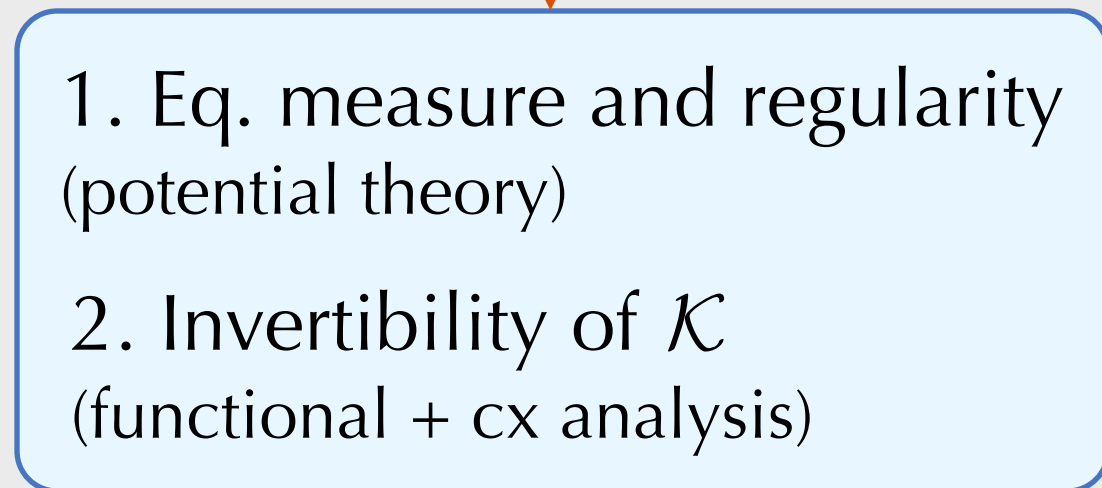 1. Eq. measure and regularity
(potential theory)
2. Invertibility of 𝒦
(functional + cx analysis)